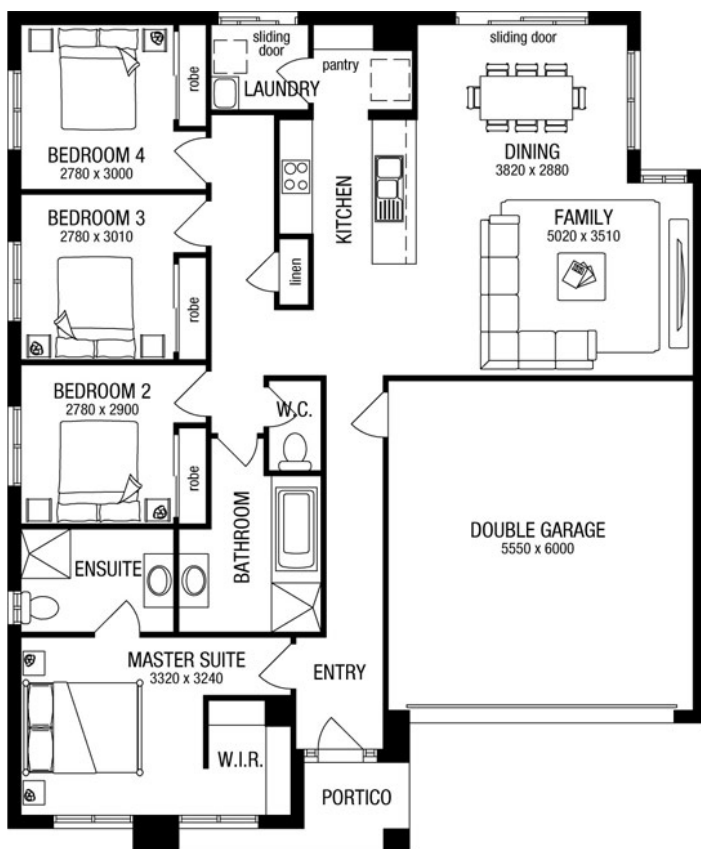 sliding
door
sliding door
robe
pantry
LAUNDRY
BEDROOM 4
2780 x 3000
DINING
3820 x 2880
KITCHEN
BEDROOM 3
2780 x 3010
FAMILY
5020 x 3510
robe
linen
BEDROOM 2
2780 x 2900
W.C.
robe
BATHROOM
DOUBLE GARAGE
5550 x 6000
ENSUITE
MASTER SUITE
3320 x 3240
ENTRY
W.I.R.
PORTICO